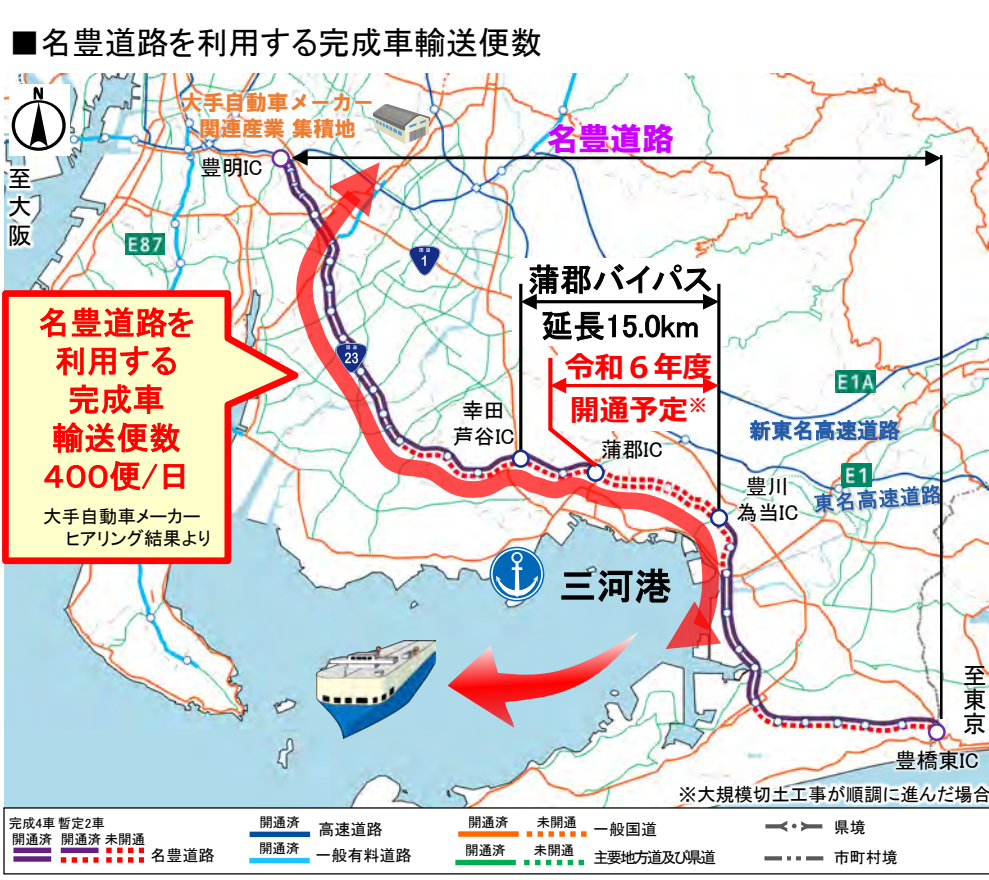 ■名豊道路を利用する完成車輸送便数
N
大手自動車メーカー
関連産業 集積地
名豊道路
豊明IC
至大阪
E87
国道
1
蒲郡バイパス
延長15.0km
令和6年度
開通予定※
名豊道路を
利用する
完成車
輸送便数
400便/日
大手自動車メーカー
ヒアリング結果より
国道
23
E1A
新東名高速道路
幸田
芦谷IC
蒲郡IC
E1
東名高速道路
豊川
為当IC
三河港
至東京
豊橋東IC
※大規模切土工事が順調に進んだ場合
完成4車 暫定2車
開通済 開通済 未開通
名豊道路
開通済
高速道路
開通済
一般有料道路
開通済 未開通
一般国道
開通済 未開通
主要地方道及び県道
県境
市町村境